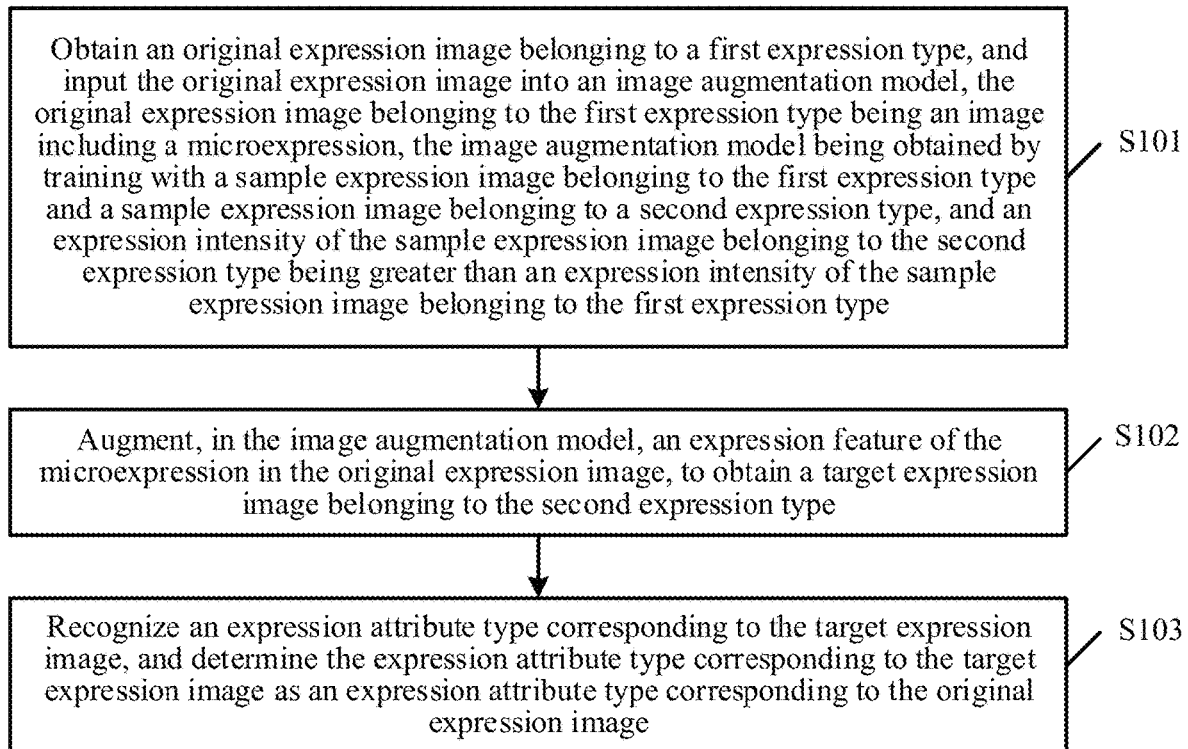 Obtain an original expression image belonging to a first expression type, and
input the original expression image into an image augmentation model, the
original expression image belonging to the first expression type being an image
including a microexpression, the image augmentation model being obtained by
training with a sample expression image belonging to the first expression type
and a sample expression image belonging to a second expression type, and an
expression intensity of the sample expression image belonging to the second
expression type being greater than an expression intensity of the sample
expression image belonging to the first expression type
S101
Augment, in the image augmentation model, an expression feature of the
microexpression in the original expression image, to obtain a target expression
image belonging to the second expression type
S102
Recognize an expression attribute type corresponding to the target expression
image, and determine the expression attribute type corresponding to the target
expression image as an expression attribute type corresponding to the original
expression image
S103